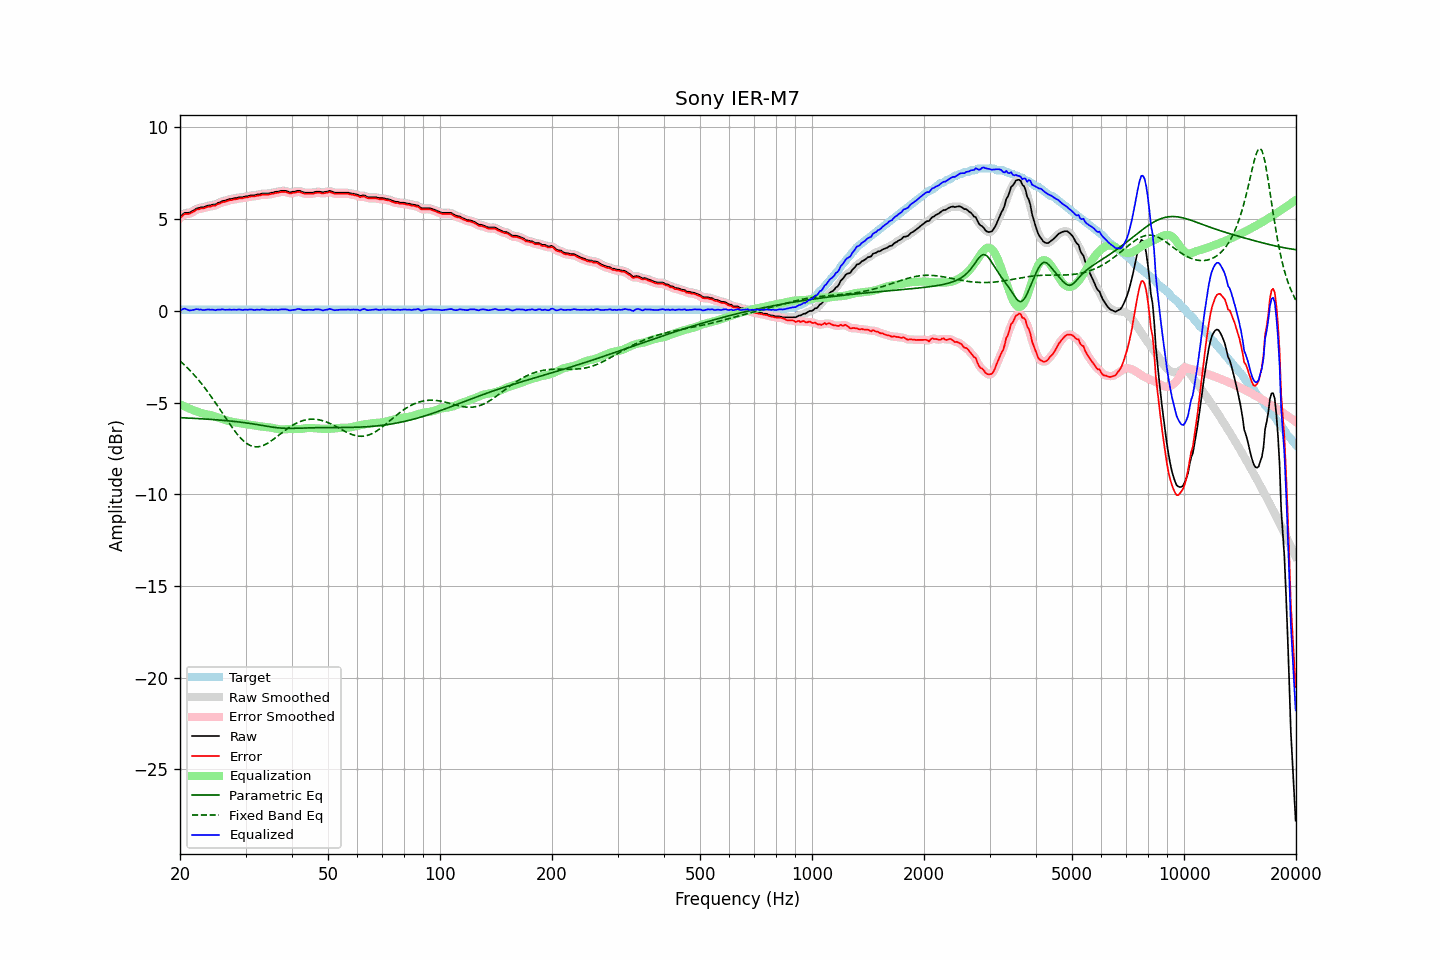 Sony IER-M7
Amplitude (dBr)
10
5
0
−5
−10
−15
−20
−25
Target
Raw Smoothed
Error Smoothed
Raw
Error
Equalization
Parametric Eq
Fixed Band Eq
Equalized
20 50 100 200 500 1000 2000 5000 10000 20000
Frequency (Hz)